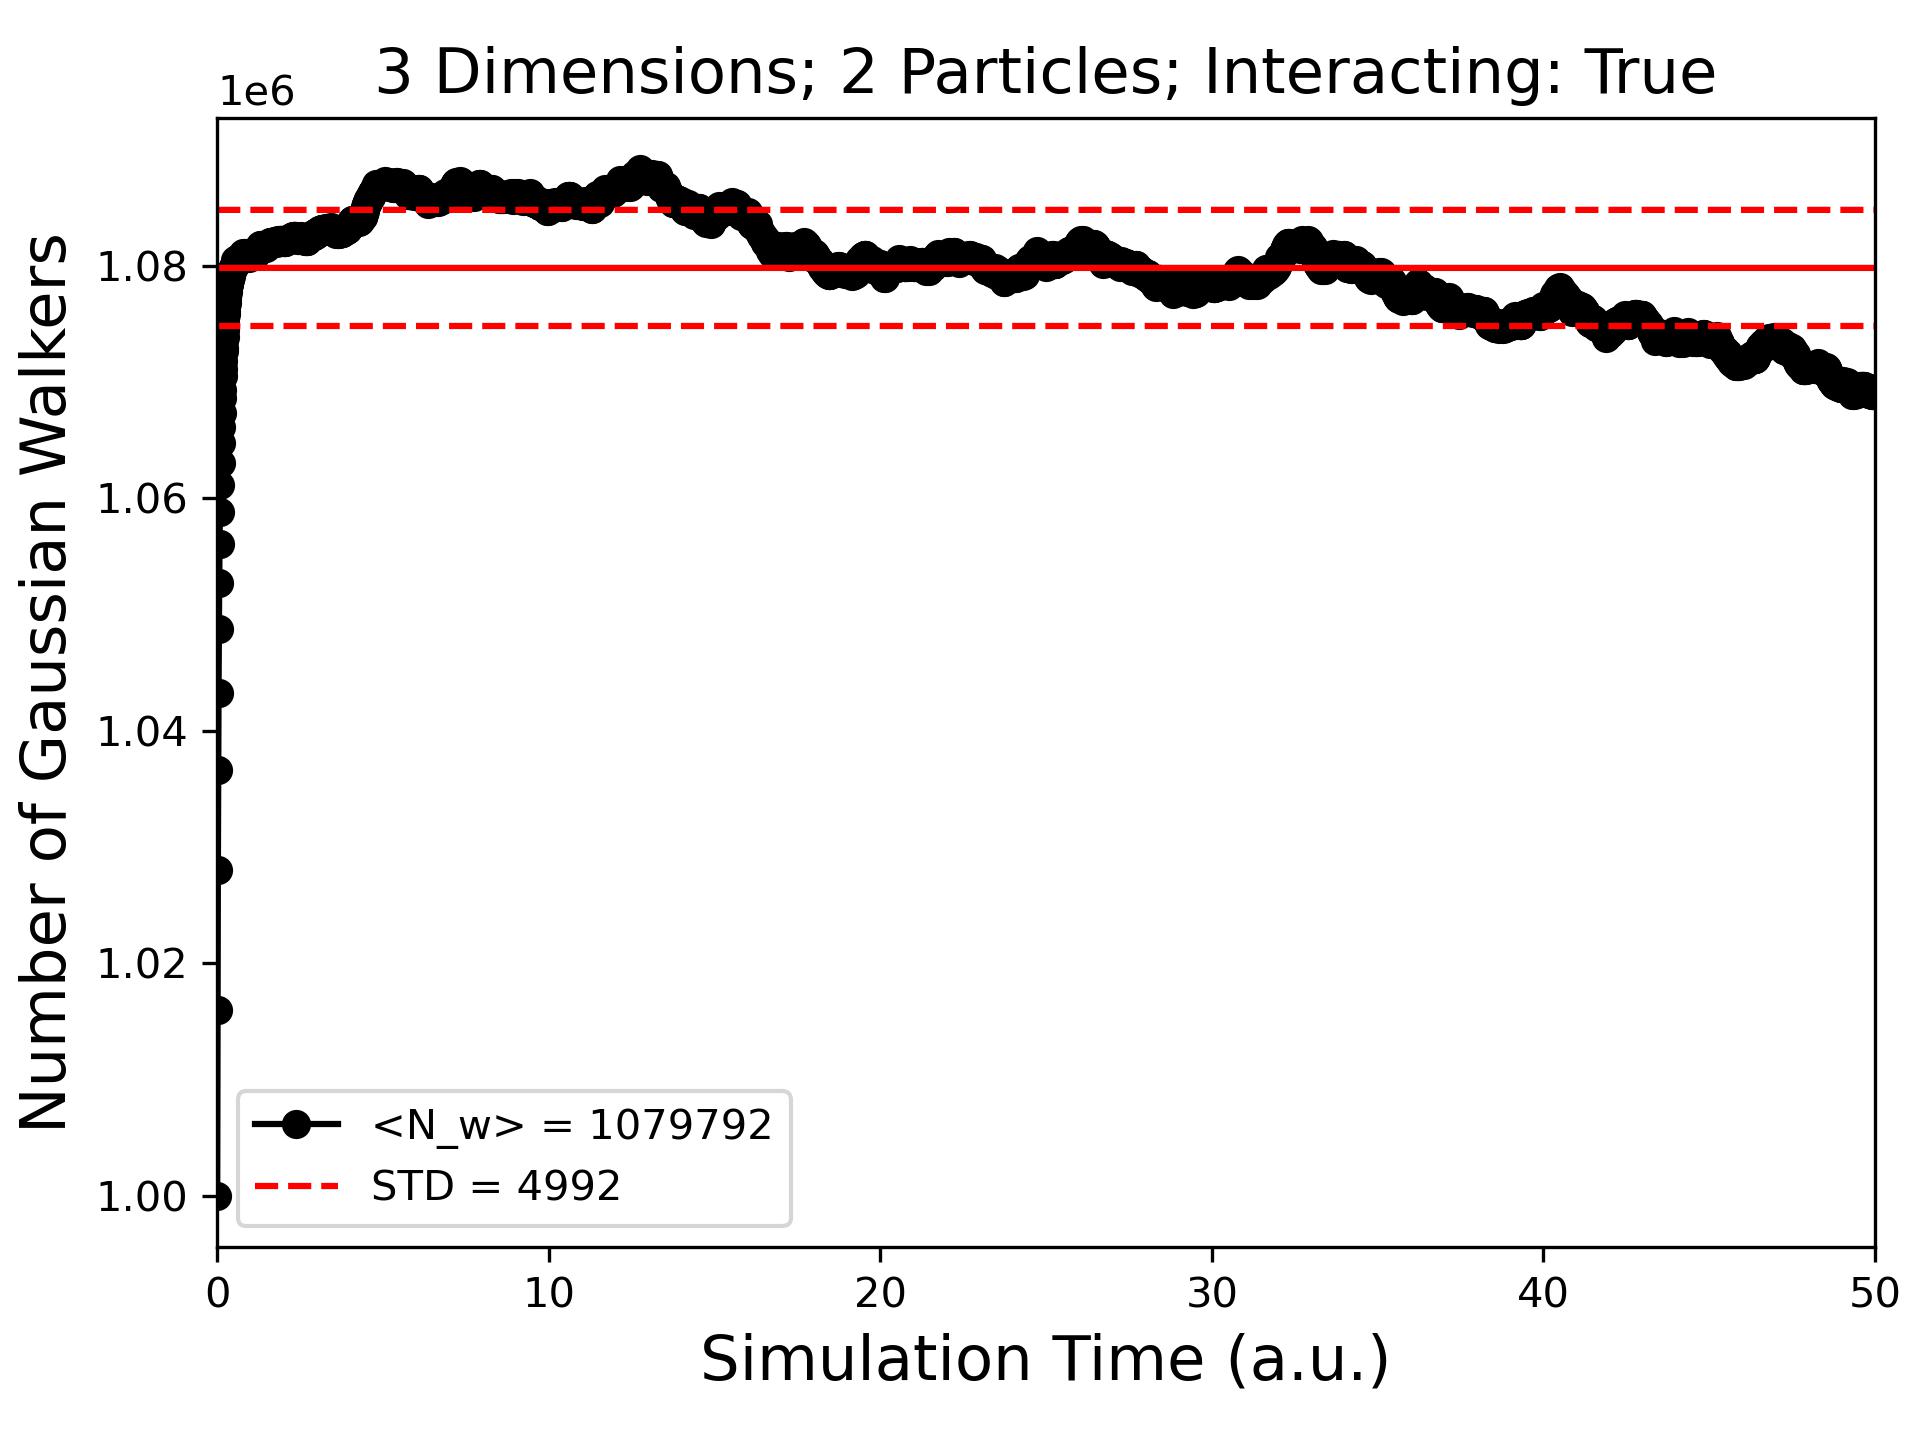 3 Dimensions; 2 Particles; Interacting: True
1e6
Number of Gaussian Walkers
1.08
1.06
1.04
1.02
1.00
<N_w> = 1079792
STD = 4992
0 10 20 30 40 50
Simulation Time (a.u.)